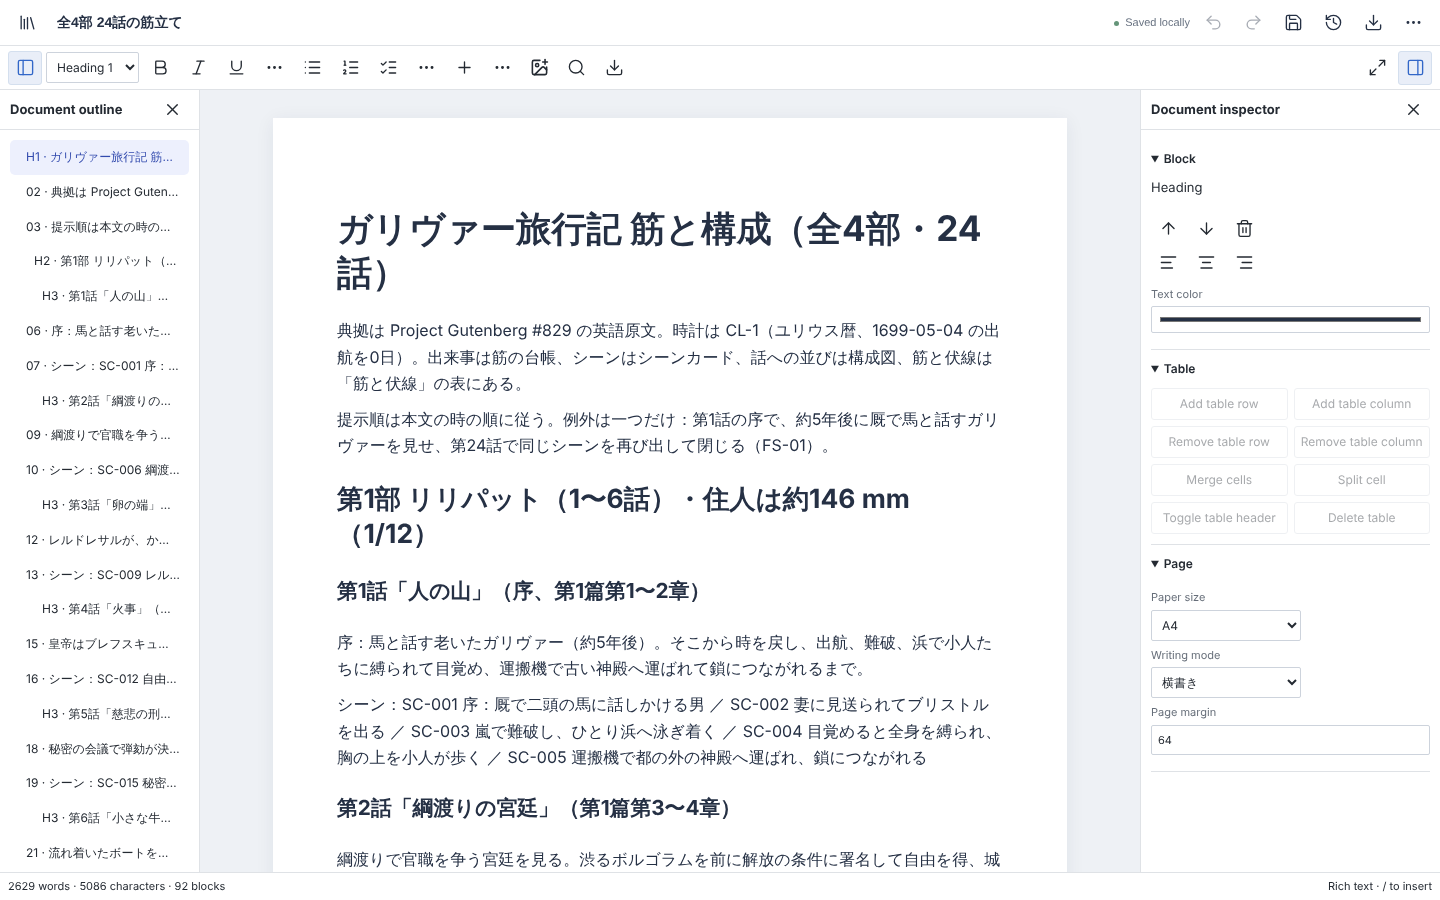 全4部 24話の筋立て
Saved locally
Heading 1
Document outline
H1 · ガリヴァー旅行記 筋...
02 · 典拠は Project Guten...
03 · 提示順は本文の時の...
H2 · 第1部 リリパット（...
H3 · 第1話「人の山」...
06 · 序：馬と話す老いた...
07 · シーン：SC-001 序：...
H3 · 第2話「綱渡りの...
09 · 綱渡りで官職を争う...
10 · シーン：SC-006 綱渡...
H3 · 第3話「卵の端」...
12 · レルドレサルが、か...
13 · シーン：SC-009 レル...
H3 · 第4話「火事」（...
15 · 皇帝はブレフスキュ...
16 · シーン：SC-012 自由...
H3 · 第5話「慈悲の刑...
18 · 秘密の会議で弾劾が決...
19 · シーン：SC-015 秘密...
H3 · 第6話「小さな牛...
21 · 流れ着いたボートを...
ガリヴァー旅行記 筋と構成（全4部・24
話）
典拠は Project Gutenberg #829 の英語原文。時計は CL-1（ユリウス暦、1699-05-04 の出
航を0日）。出来事は筋の台帳、シーンはシーンカード、話への並びは構成図、筋と伏線は
「筋と伏線」の表にある。
提示順は本文の時の順に従う。例外は一つだけ：第1話の序で、約5年後に厩で馬と話すガリ
ヴァーを見せ、第24話で同じシーンを再び出して閉じる（FS-01）。
第1部 リリパット（1〜6話）・住人は約146 mm
（1/12）
第1話「人の山」（序、第1篇第1〜2章）
序：馬と話す老いたガリヴァー（約5年後）。そこから時を戻し、出航、難破、浜で小人た
ちに縛られて目覚め、運搬機で古い神殿へ運ばれて鎖につながれるまで。
シーン：SC-001 序：厩で二頭の馬に話しかける男 ／ SC-002 妻に見送られてブリストル
を出る ／ SC-003 嵐で難破し、ひとり浜へ泳ぎ着く ／ SC-004 目覚めると全身を縛られ、
胸の上を小人が歩く ／ SC-005 運搬機で都の外の神殿へ運ばれ、鎖につながれる
第2話「綱渡りの宮廷」（第1篇第3〜4章）
綱渡りで官職を争う宮廷を見る。渋るボルゴラムを前に解放の条件に署名して自由を得、城
Document inspector
Block
Heading
Text color
Table
Add table row
Add table column
Remove table row
Remove table column
Merge cells
Split cell
Toggle table header
Delete table
Page
Paper size
A4
Writing mode
横書き
Page margin
64
2629 words · 5086 characters · 92 blocks
Rich text · / to insert